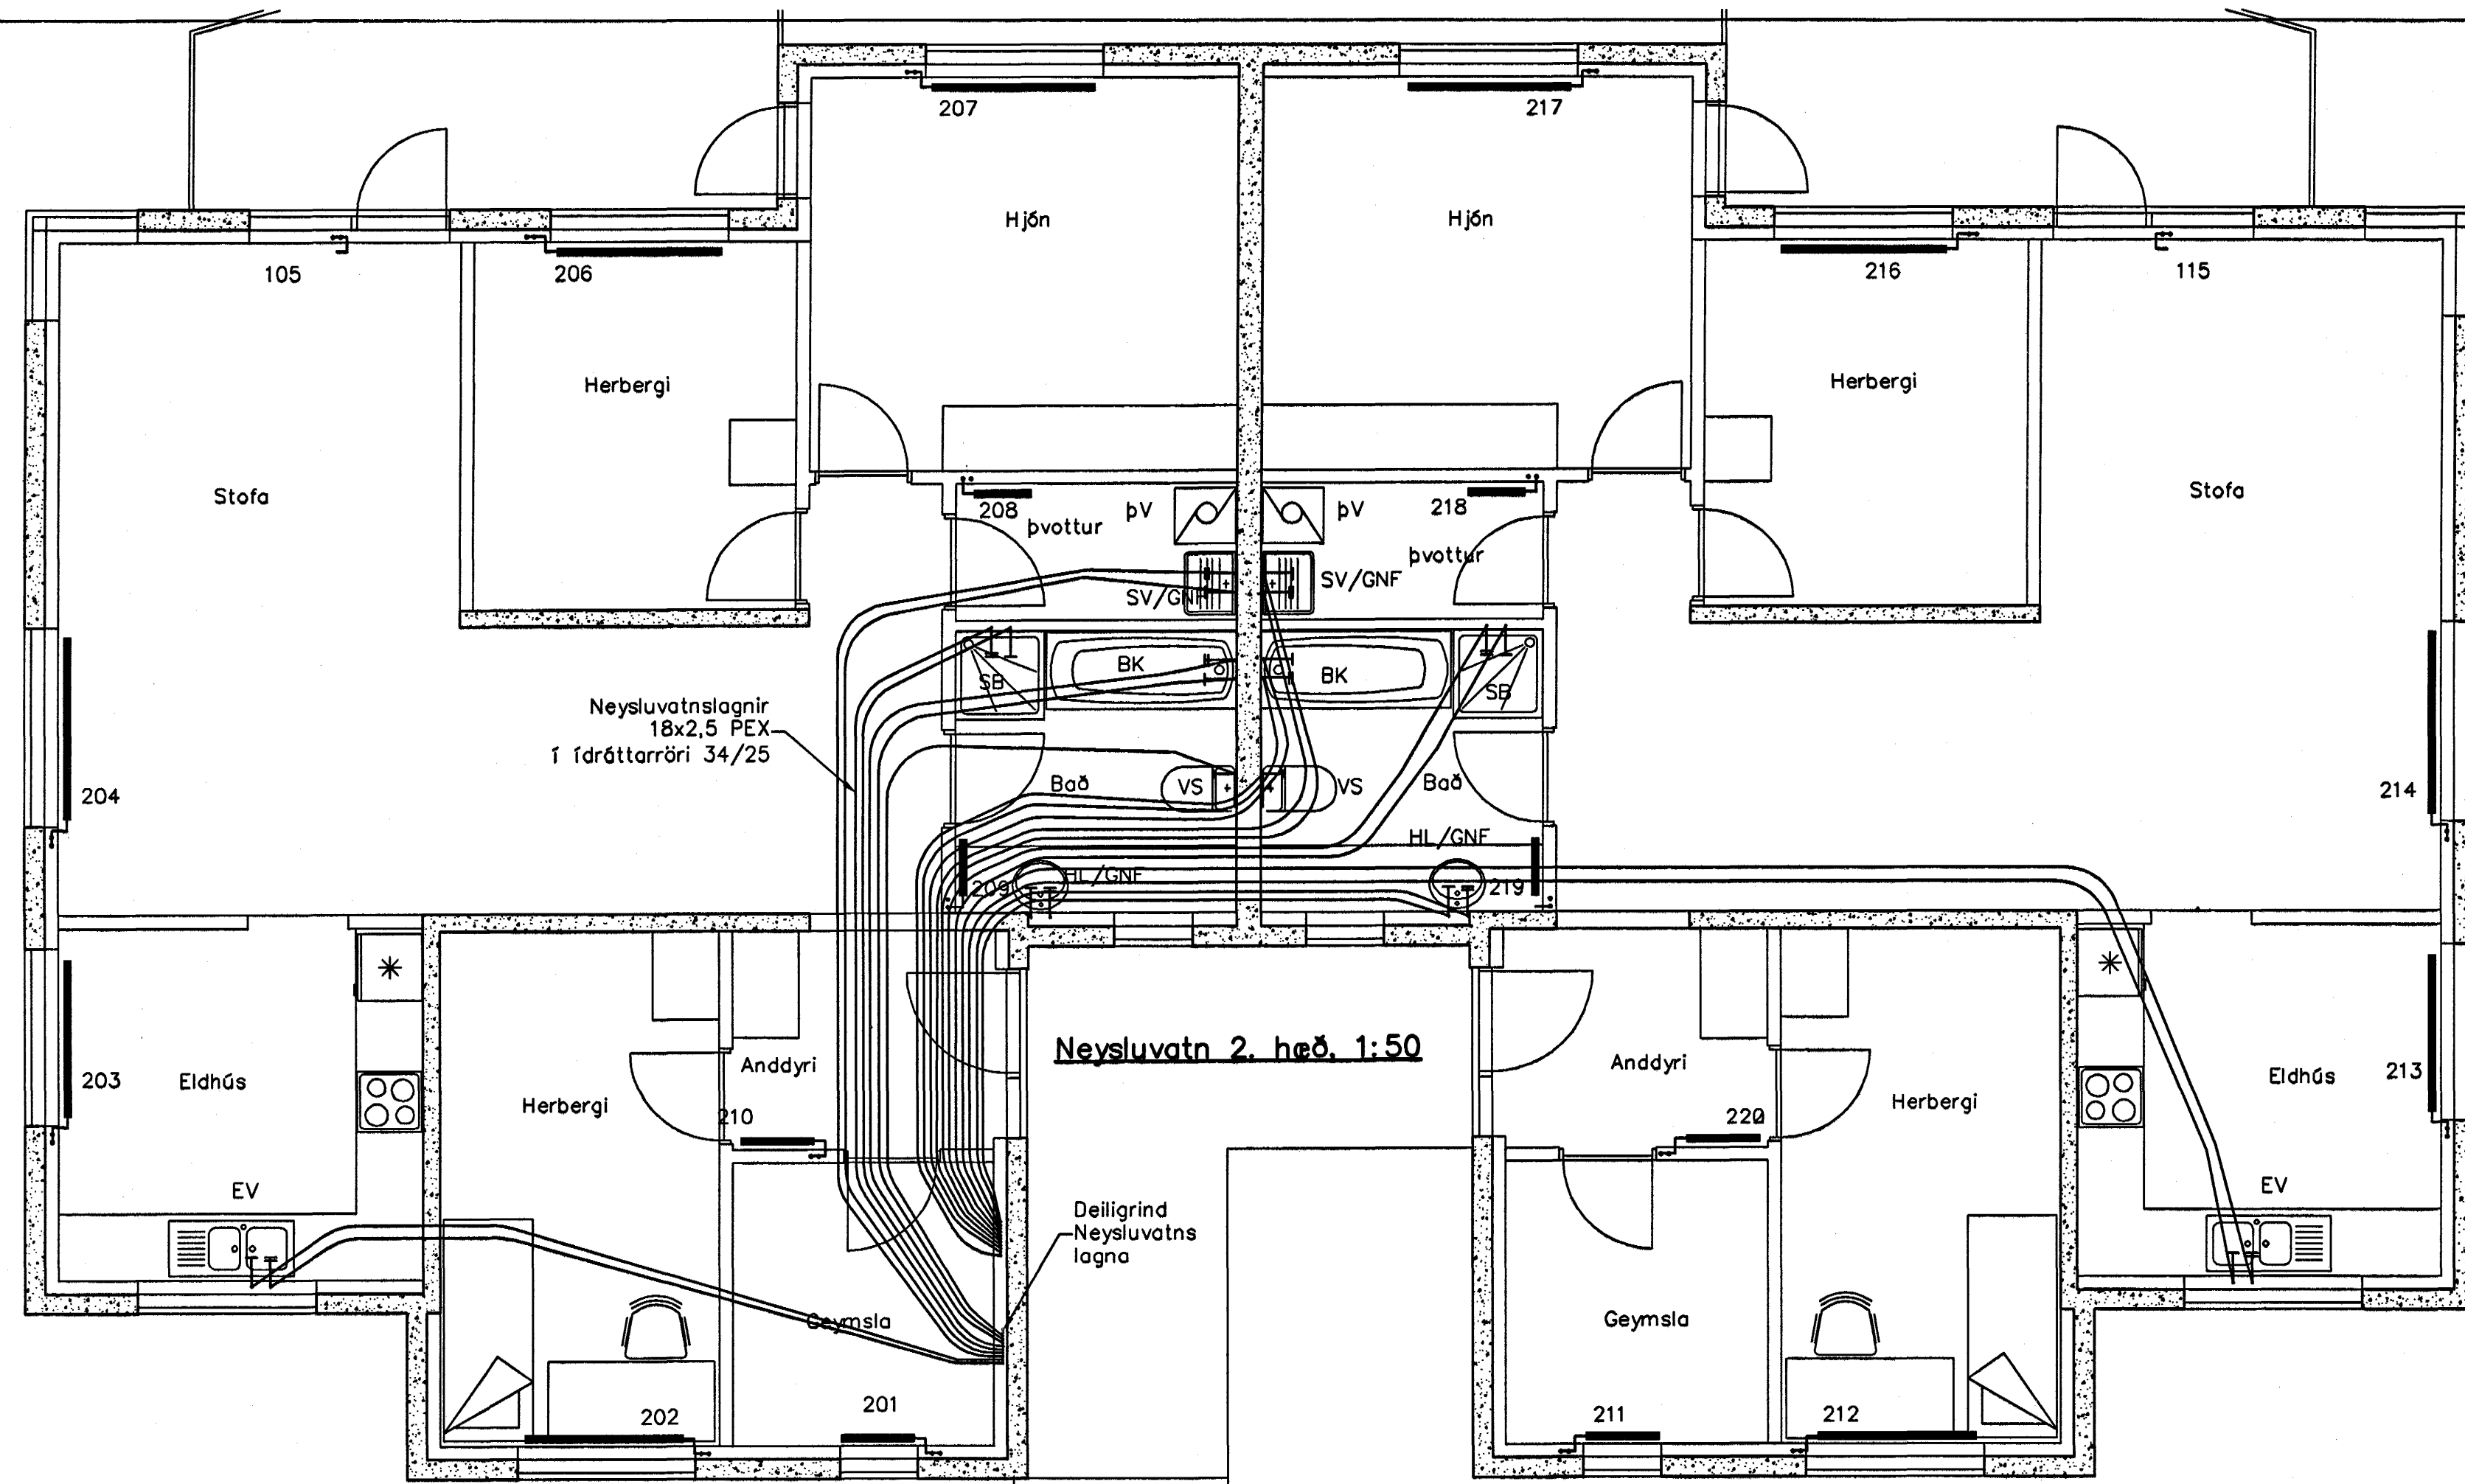 207
217
Hjón
Hjón
105
206
216
115
Herbergi
Herbergi
Stofa
Stofa
208
þvottur
þV
þV
218
þvottur
SV/GNF
SV/GNF
BK
BK
SB
SB
Neysluvatnslagnir
18x2,5 PEX
í ídráttarröri 34/25
204
214
Bað
VS
VS
Bað
HL/GNF
HL/GNF
209
219
Neysluvatn 2. hæð. 1:50
203
Eldhús
Herbergi
Anddyri
210
Anddyri
220
Herbergi
Eldhús
213
EV
EV
Deiligrind
Neysluvatns
lagna
Geymsla
Geymsla
202
201
211
212